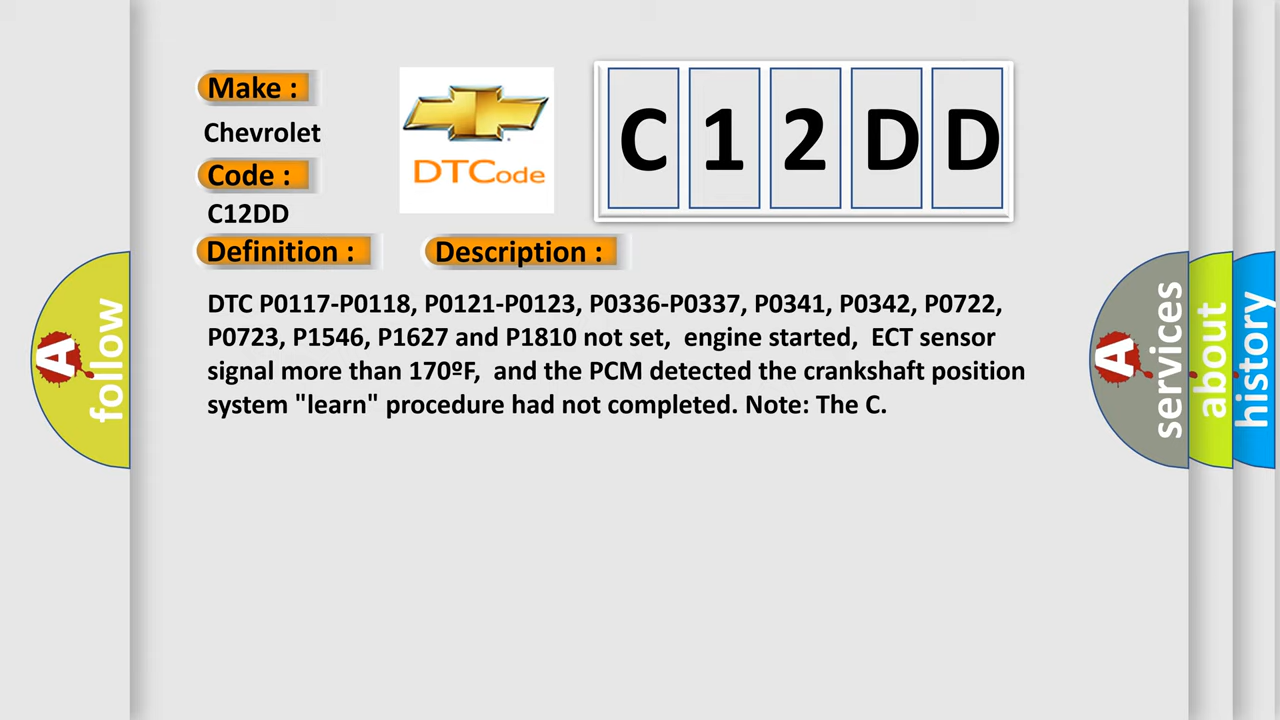 Make :
Chevrolet
Code :
C12DD
Definition :
Description :
DTCode
C12DD
DTC P0117-P0118, P0121-P0123, P0336-P0337, P0341, P0342, P0722,
P0723, P1546, P1627 and P1810 not set,  engine started,  ECT sensor
signal more than 170ºF,  and the PCM detected the crankshaft position
system "learn" procedure had not completed. Note: The C.
A follow
A services
about
history